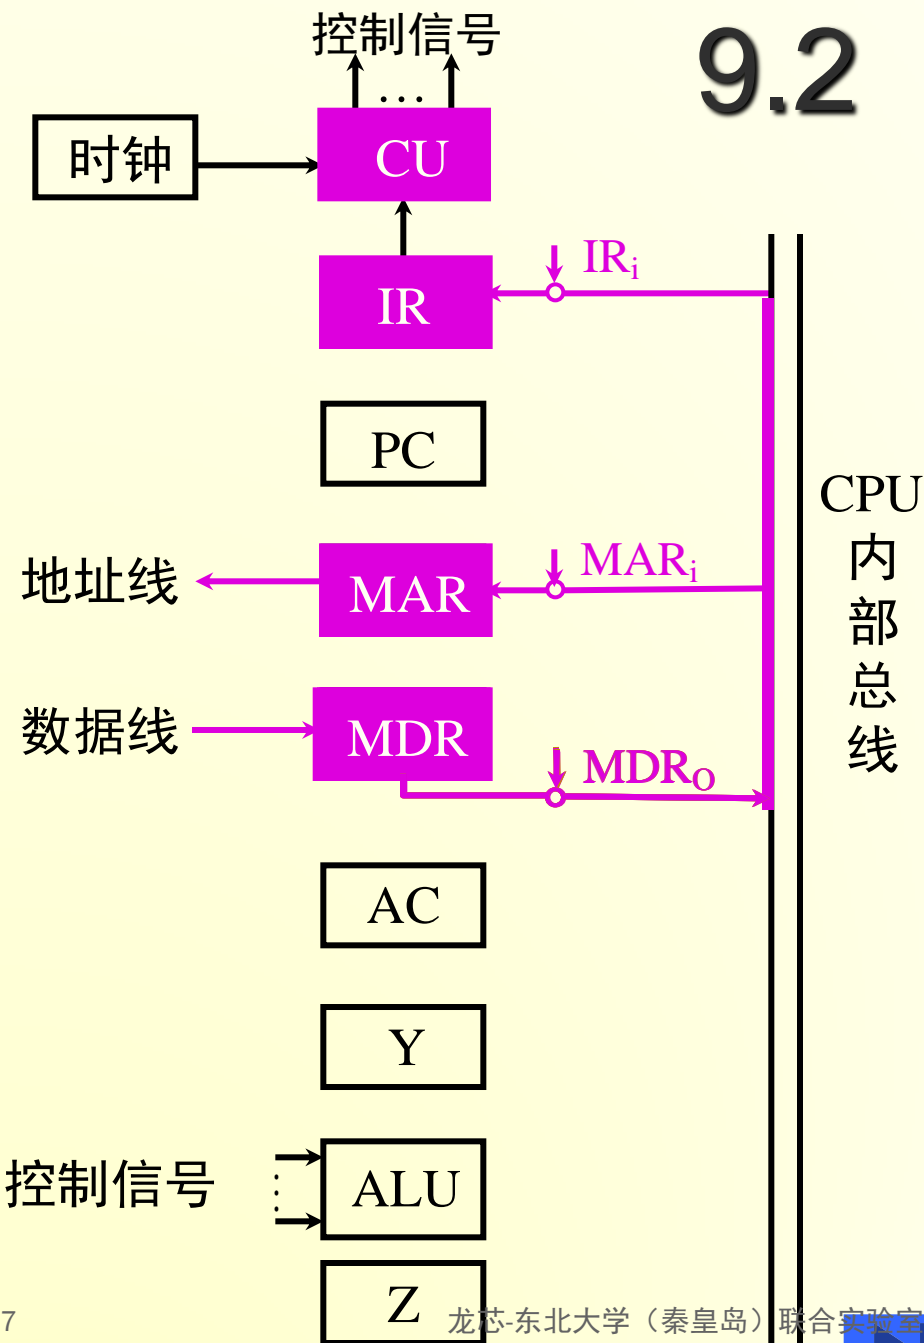 控制信号
9.2
…
时钟
CU
IR
IRᵢ
PC
CPU
内
部
总
线
地址线
MAR
MARᵢ
数据线
MDR
MDR_O
AC
Y
控制信号
ALU
Z
7
龙芯-东北大学（秦皇岛）联合实验室